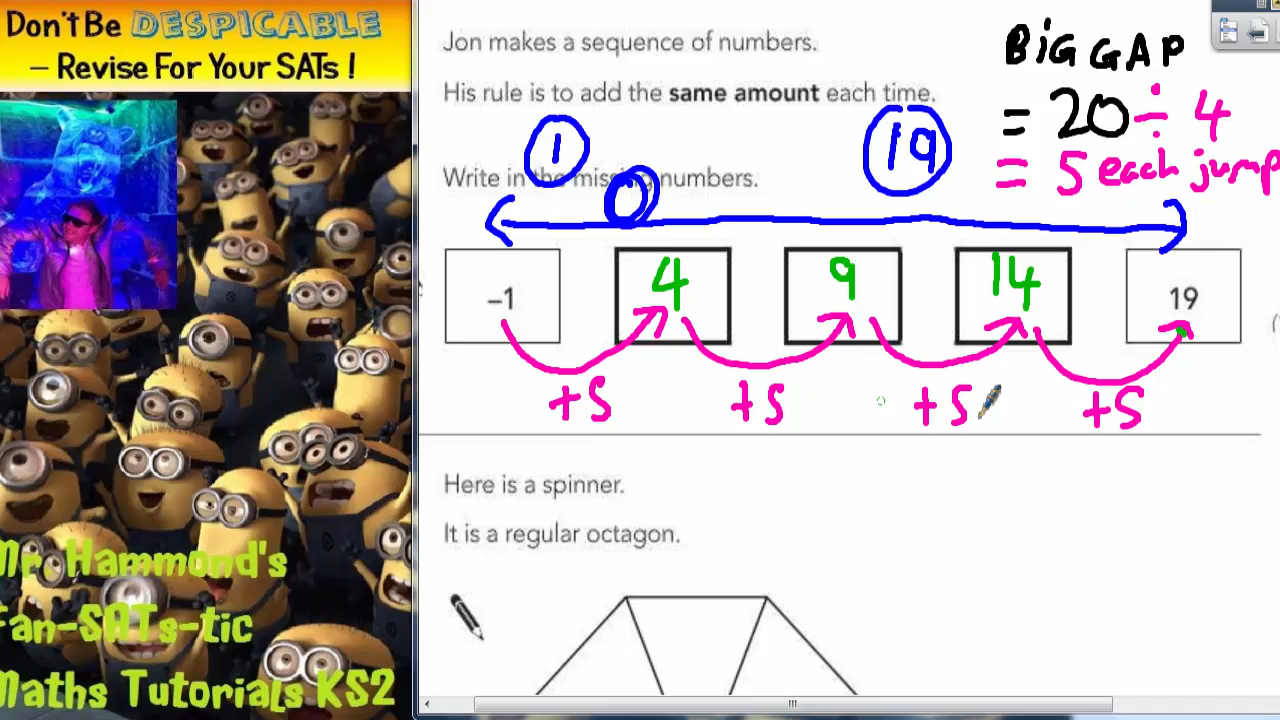 Don't Be DESPICABLE
– Revise For Your SATs !
Mr. Hammond's
Fan-SATs-tic
Maths Tutorials KS2
Jon makes a sequence of numbers.
His rule is to add the same amount each time.
Write in the missing numbers.
BIG GAP
= 20 ÷ 4
= 5 each jump
1
0
19
–1
4
9
14
19
+5
+5
+5
+5
Here is a spinner.
It is a regular octagon.